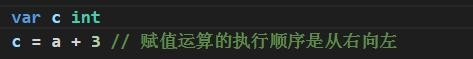 var c int
c = a + 3 // 赋值运算的执行顺序是从右向左